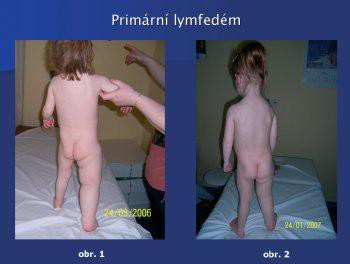 Primární lymfedém
24/03/2006
24/01/2007
obr. 1
obr. 2